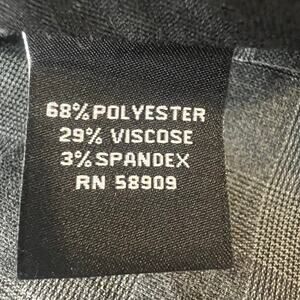 68% POLYESTER
29% VISCOSE
3% SPANDEX
RN 58909